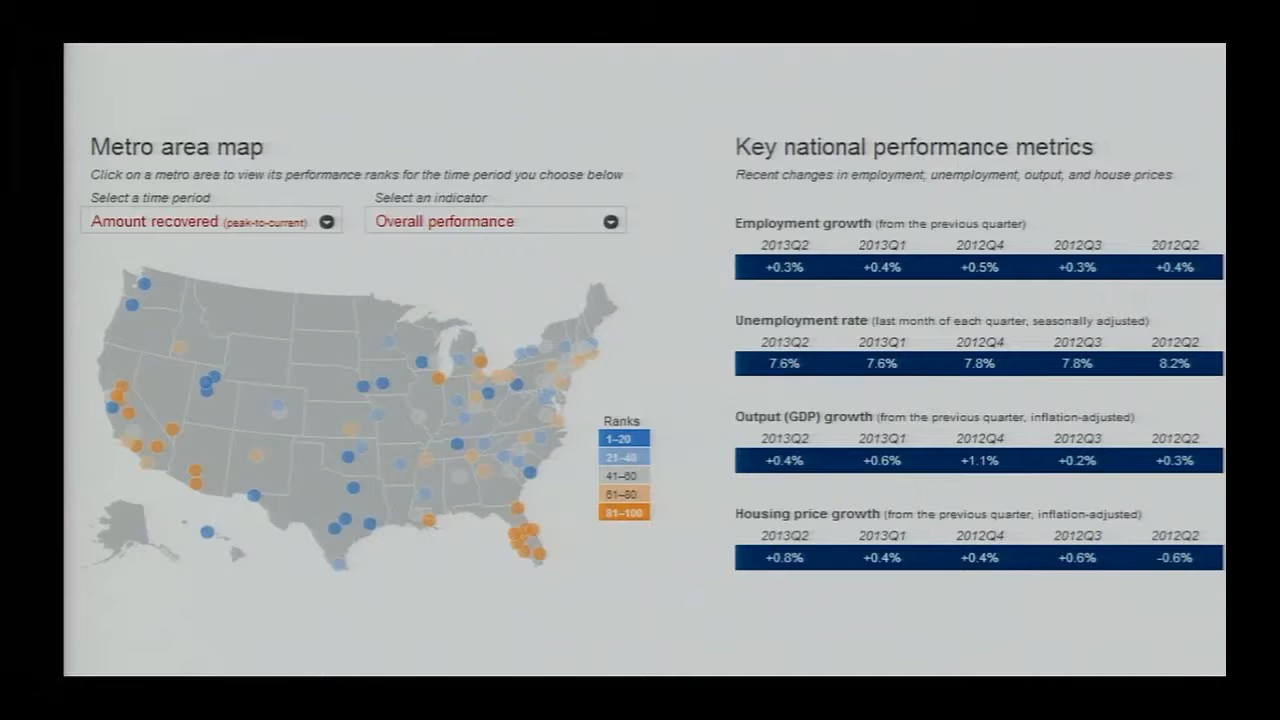 Metro area map
Click on a metro area to view its performance ranks for the time period you choose below
Select a time period
Select an indicator
Amount recovered (peak-to-current)
Overall performance
Ranks
1–20
21–40
41–60
61–80
81–100
Key national performance metrics
Recent changes in employment, unemployment, output, and house prices
Employment growth (from the previous quarter)
2013Q2 2013Q1 2012Q4 2012Q3 2012Q2
+0.3% +0.4% +0.5% +0.3% +0.4%
Unemployment rate (last month of each quarter, seasonally adjusted)
2013Q2 2013Q1 2012Q4 2012Q3 2012Q2
7.6% 7.6% 7.8% 7.8% 8.2%
Output (GDP) growth (from the previous quarter, inflation-adjusted)
2013Q2 2013Q1 2012Q4 2012Q3 2012Q2
+0.4% +0.6% +1.1% +0.2% +0.3%
Housing price growth (from the previous quarter, inflation-adjusted)
2013Q2 2013Q1 2012Q4 2012Q3 2012Q2
+0.8% +0.4% +0.4% +0.6% -0.6%